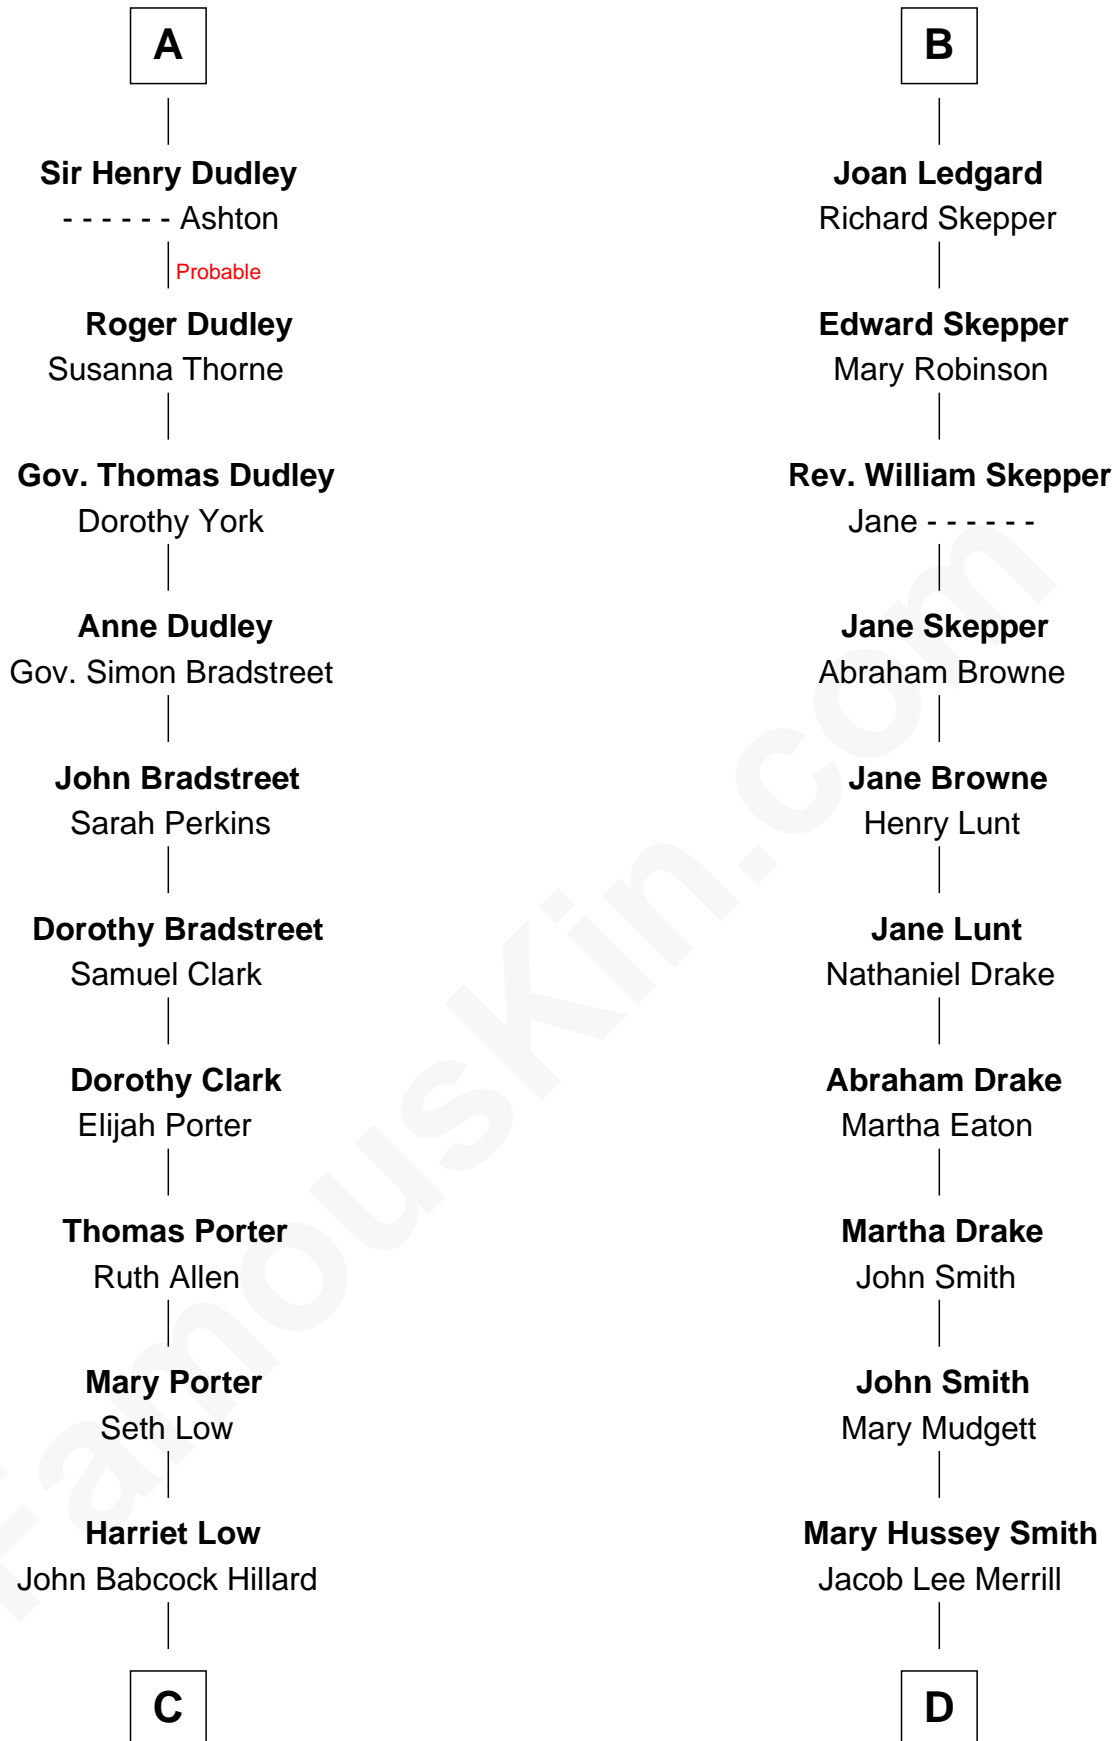 A
Sir Henry Dudley
- - - - - - Ashton
Probable
Roger Dudley
Susanna Thorne
Gov. Thomas Dudley
Dorothy York
Anne Dudley
Gov. Simon Bradstreet
John Bradstreet
Sarah Perkins
Dorothy Bradstreet
Samuel Clark
Dorothy Clark
Elijah Porter
Thomas Porter
Ruth Allen
Mary Porter
Seth Low
Harriet Low
John Babcock Hillard
C
B
Joan Ledgard
Richard Skepper
Edward Skepper
Mary Robinson
Rev. William Skepper
Jane - - - - - -
Jane Skepper
Abraham Browne
Jane Browne
Henry Lunt
Jane Lunt
Nathaniel Drake
Abraham Drake
Martha Eaton
Martha Drake
John Smith
John Smith
Mary Mudgett
Mary Hussey Smith
Jacob Lee Merrill
D
FamousKin.com